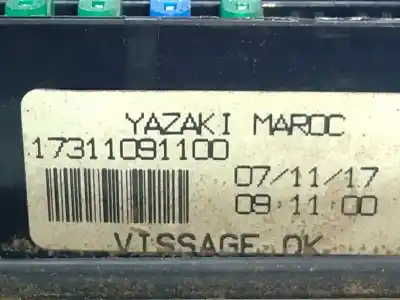 YAZAKI MAROC
17311091100
07/11/17
09:11:00
VISSAGE OK